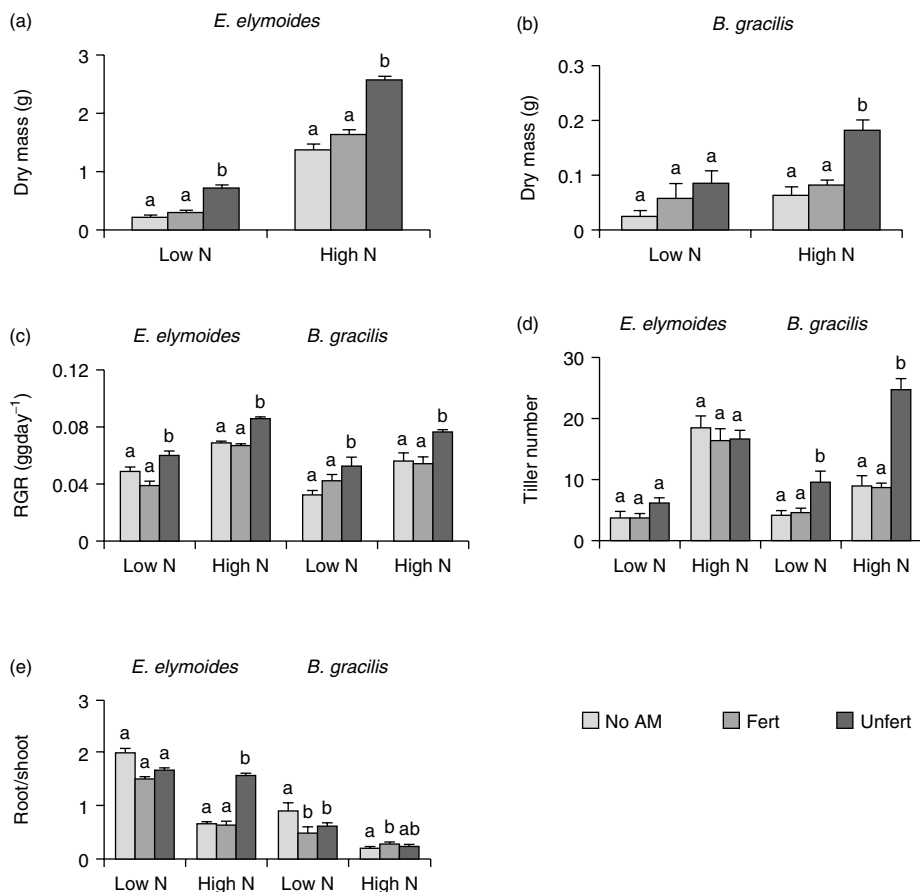 (a)
E. elymoides
Dry mass (g)
3
2
1
0
a a b
a a b
Low N High N
(b)
B. gracilis
Dry mass (g)
0.3
0.2
0.1
0
a a a
a a b
Low N High N
(c)
E. elymoides B. gracilis
RGR (ggday⁻¹)
0.12
0.08
0.04
0
a a b
a a b
a a b
a a b
Low N High N Low N High N
(d)
E. elymoides B. gracilis
Tiller number
30
20
10
0
a a a
a a a
a a b
a a b
Low N High N Low N High N
(e)
E. elymoides B. gracilis
Root/shoot
3
2
1
0
a a a
a a b
a b b
a b ab
Low N High N Low N High N
No AM Fert Unfert